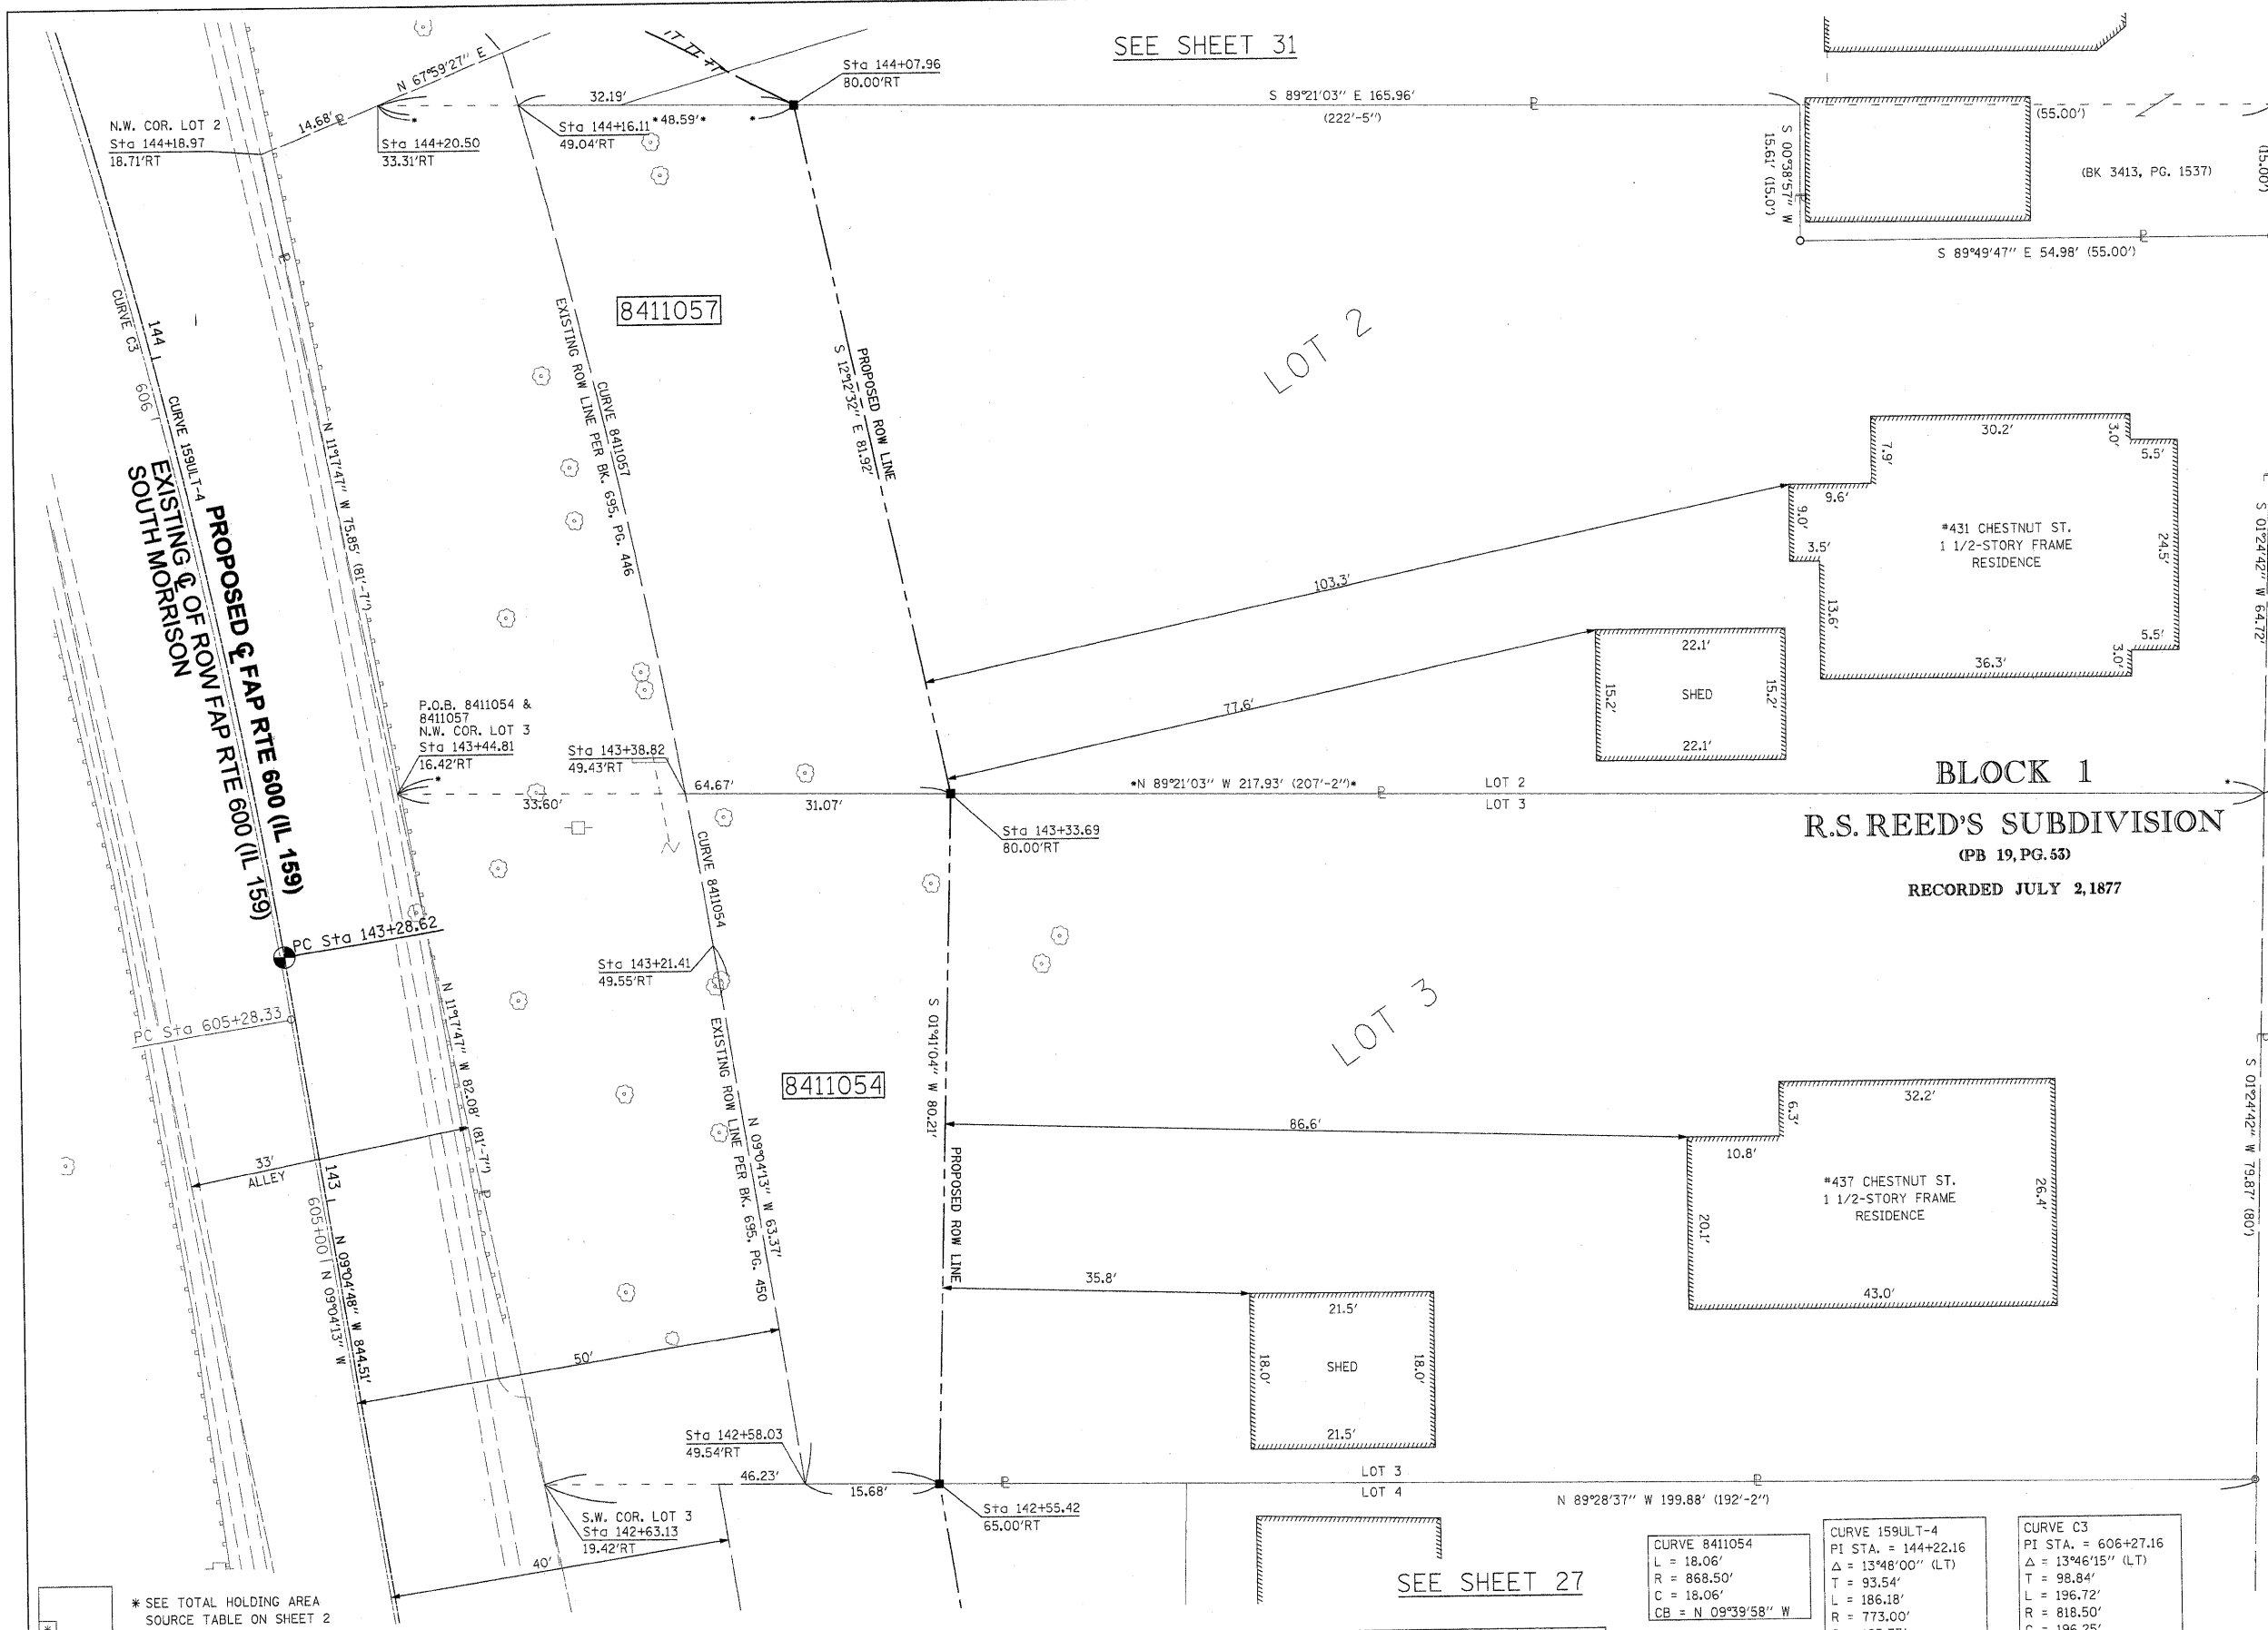 SEE SHEET 31
N 67°59'27" E
Sta 144+07.96
80.00'RT
32.19'
S 89°21'03" E 165.96'
(222'-5")
(55.00')
(15.00')
N.W. COR. LOT 2
Sta 144+18.97
18.71'RT
14.68'
Sta 144+20.50
33.31'RT
Sta 144+16.11
49.04'RT
*48.59'*
S 00°38'57" W
15.61' (15.0')
(BK 3413, PG. 1537)
S 89°49'47" E 54.98' (55.00')
8411057
CURVE C3
144
606
CURVE 159ULT-4
N 11°17'47" W 75.85' (81'-7")
EXISTING ROW LINE PER BK. 695, PG. 446
CURVE 8411057
PROPOSED ROW LINE
S 12°12'32" E 81.92'
LOT 2
PROPOSED ℄ FAP RTE 600 (IL 159)
EXISTING ℄ OF ROW FAP RTE 600 (IL 159)
SOUTH MORRISON
30.2'
3.0'
5.5'
7.9'
9.6'
9.0'
3.5'
13.6'
#431 CHESTNUT ST.
1 1/2-STORY FRAME
RESIDENCE
24.5'
5.5'
3.0'
36.3'
S 01°24'42" W 64.72'
103.3'
77.6'
22.1'
15.2'
SHED
15.2'
22.1'
P.O.B. 8411054 &
8411057
N.W. COR. LOT 3
Sta 143+44.81
16.42'RT
Sta 143+38.82
49.43'RT
64.67'
33.60'
31.07'
*N 89°21'03" W 217.93' (207'-2")*
LOT 2
LOT 3
Sta 143+33.69
80.00'RT
BLOCK 1
R.S. REED'S SUBDIVISION
(PB 19, PG. 53)
RECORDED JULY 2, 1877
CURVE 8411054
PC Sta 143+28.62
Sta 143+21.41
49.55'RT
PC Sta 605+28.33
N 11°17'47" W 82.08' (81'-7")
EXISTING ROW LINE PER BK. 695, PG. 450
N 09°04'13" W 63.37'
S 01°41'04" W 80.21'
PROPOSED ROW LINE
8411054
LOT 3
33'
ALLEY
143
605+00
N 09°04'48" W 844.51'
N 09°04'13" W
86.6'
32.2'
6.3'
10.8'
20.1'
#437 CHESTNUT ST.
1 1/2-STORY FRAME
RESIDENCE
26.4'
43.0'
S 01°24'42" W 79.87' (80')
35.8'
21.5'
18.0'
SHED
18.0'
21.5'
50'
Sta 142+58.03
49.54'RT
46.23'
15.68'
LOT 3
LOT 4
N 89°28'37" W 199.88' (192'-2")
Sta 142+55.42
65.00'RT
S.W. COR. LOT 3
Sta 142+63.13
19.42'RT
40'
SEE SHEET 27
* SEE TOTAL HOLDING AREA
SOURCE TABLE ON SHEET 2
CURVE 8411054
L = 18.06'
R = 868.50'
C = 18.06'
CB = N 09°39'58" W
CURVE 159ULT-4
PI STA. = 144+22.16
Δ = 13°48'00" (LT)
T = 93.54'
L = 186.18'
R = 773.00'
CURVE C3
PI STA. = 606+27.16
Δ = 13°46'15" (LT)
T = 98.84'
L = 196.72'
R = 818.50'
C = 196.25'